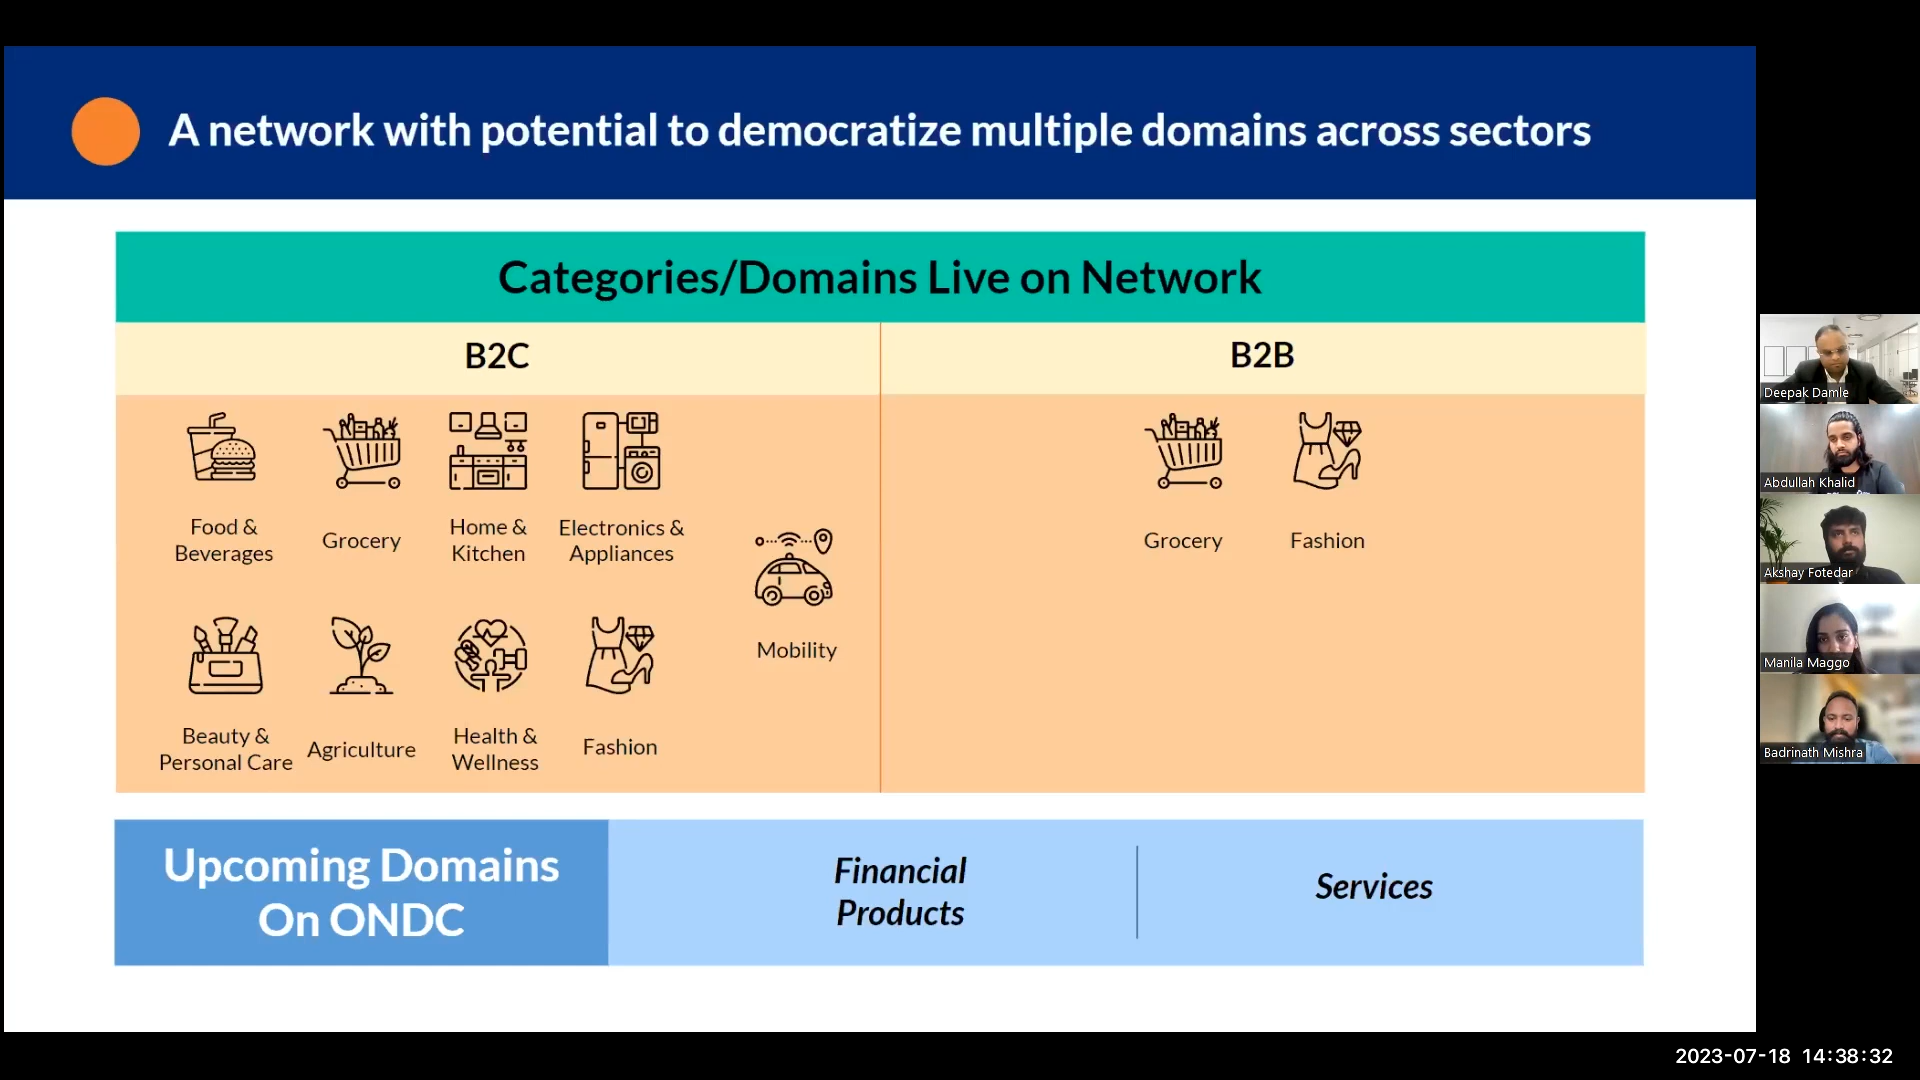 A network with potential to democratize multiple domains across sectors
Categories/Domains Live on Network
B2C
B2B
Food &
Beverages
Grocery
Home &
Kitchen
Electronics &
Appliances
Mobility
Beauty &
Personal Care
Agriculture
Health &
Wellness
Fashion
Grocery
Fashion
Upcoming Domains
On ONDC
Financial
Products
Services
Deepak Damle
Abdullah Khalid
Akshay Fotedar
Manila Maggo
Badrinath Mishra
2023-07-18 14:38:32